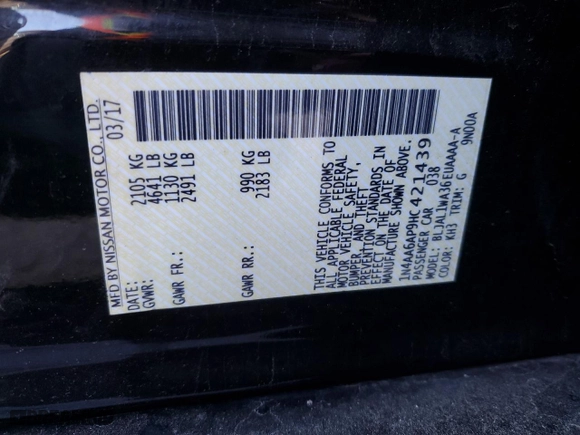 MFD BY NISSAN MOTOR CO., LTD.
DATE: 03/17
GVWR: 2105 KG
4641 LB
GAWR FR: 1130 KG
2491 LB
GAWR RR: 990 KG
2183 LB
THIS VEHICLE CONFORMS TO
ALL APPLICABLE FEDERAL
MOTOR VEHICLE SAFETY,
BUMPER, AND THEFT
PREVENTION STANDARDS IN
EFFECT ON THE DATE OF
MANUFACTURE SHOWN ABOVE.
1N4AA6AP9HC421439
PASSENGER CAR 038
MODEL: BLJALLWA36EUAAAA-A
COLOR: KH3 TRIM: G 9N00A